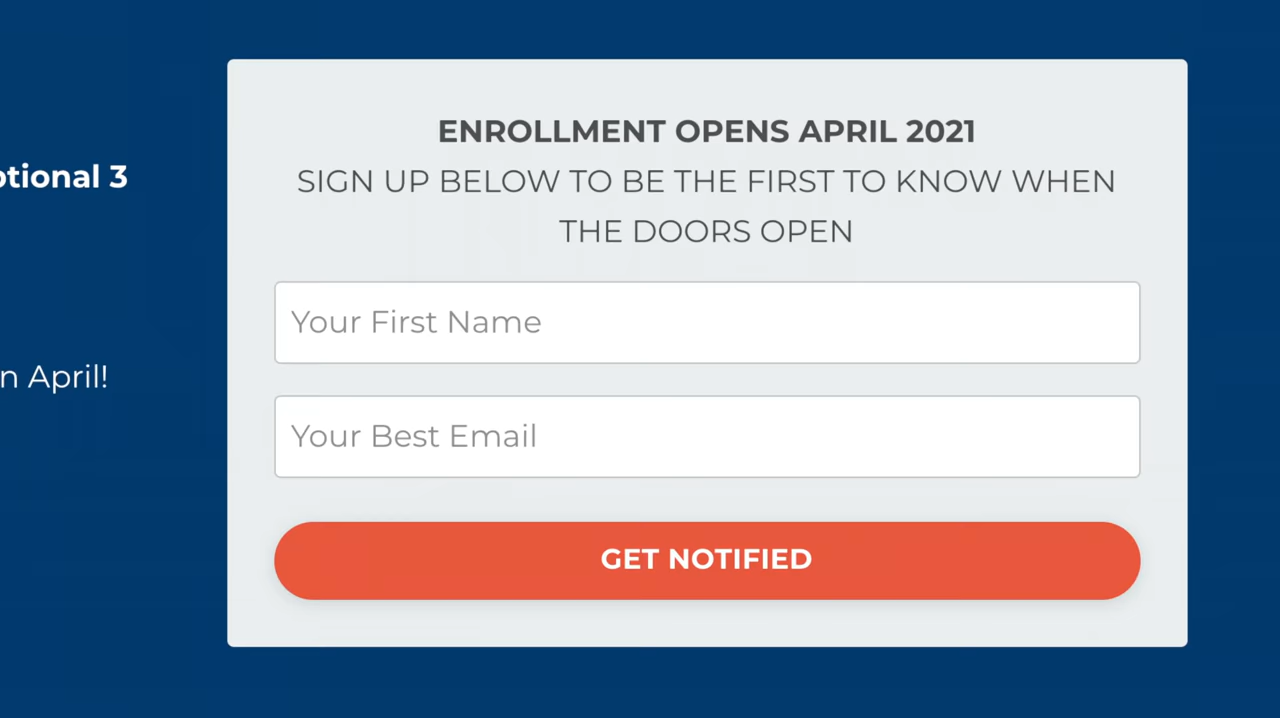 ENROLLMENT OPENS APRIL 2021
SIGN UP BELOW TO BE THE FIRST TO KNOW WHEN
THE DOORS OPEN
3
April!
Your First Name
Your Best Email
GET NOTIFIED